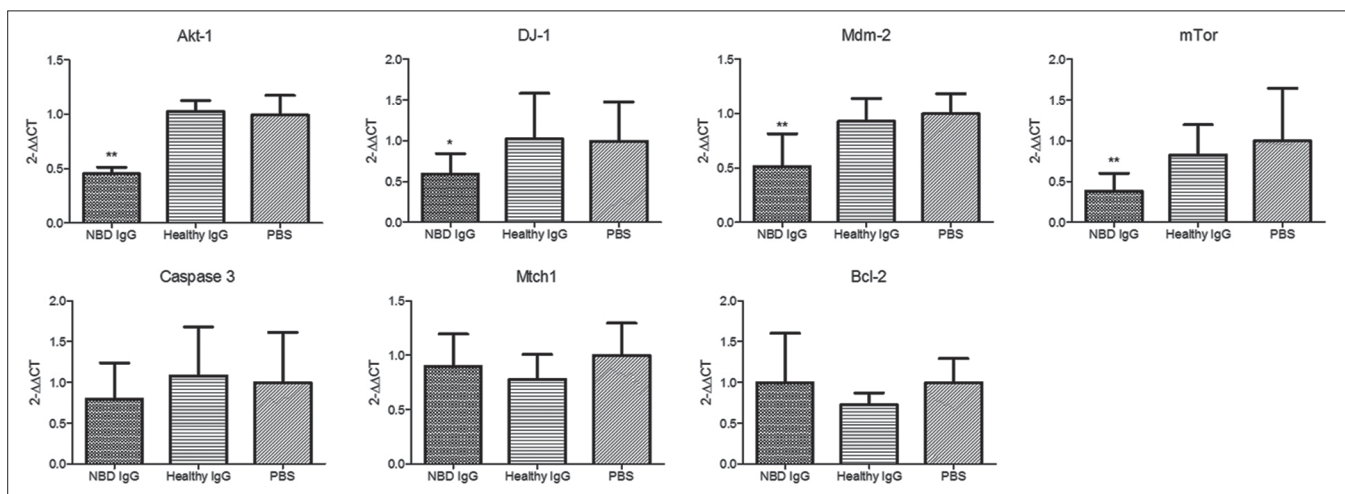 Akt-1
2-ΔΔCT
1.5
1.0
0.5
0.0
**
NBD IgG Healthy IgG PBS
DJ-1
2-ΔΔCT
2.0
1.5
1.0
0.5
0.0
*
NBD IgG Healthy IgG PBS
Mdm-2
2-ΔΔCT
1.5
1.0
0.5
0.0
**
NBD IgG Healthy IgG PBS
mTor
2-ΔΔCT
2.0
1.5
1.0
0.5
0.0
**
NBD IgG Healthy IgG PBS
Caspase 3
2-ΔΔCT
2.0
1.5
1.0
0.5
0.0
NBD IgG Healthy IgG PBS
Mtch1
2-ΔΔCT
1.5
1.0
0.5
0.0
NBD IgG Healthy IgG PBS
Bcl-2
2-ΔΔCT
2.0
1.5
1.0
0.5
0.0
NBD IgG Healthy IgG PBS